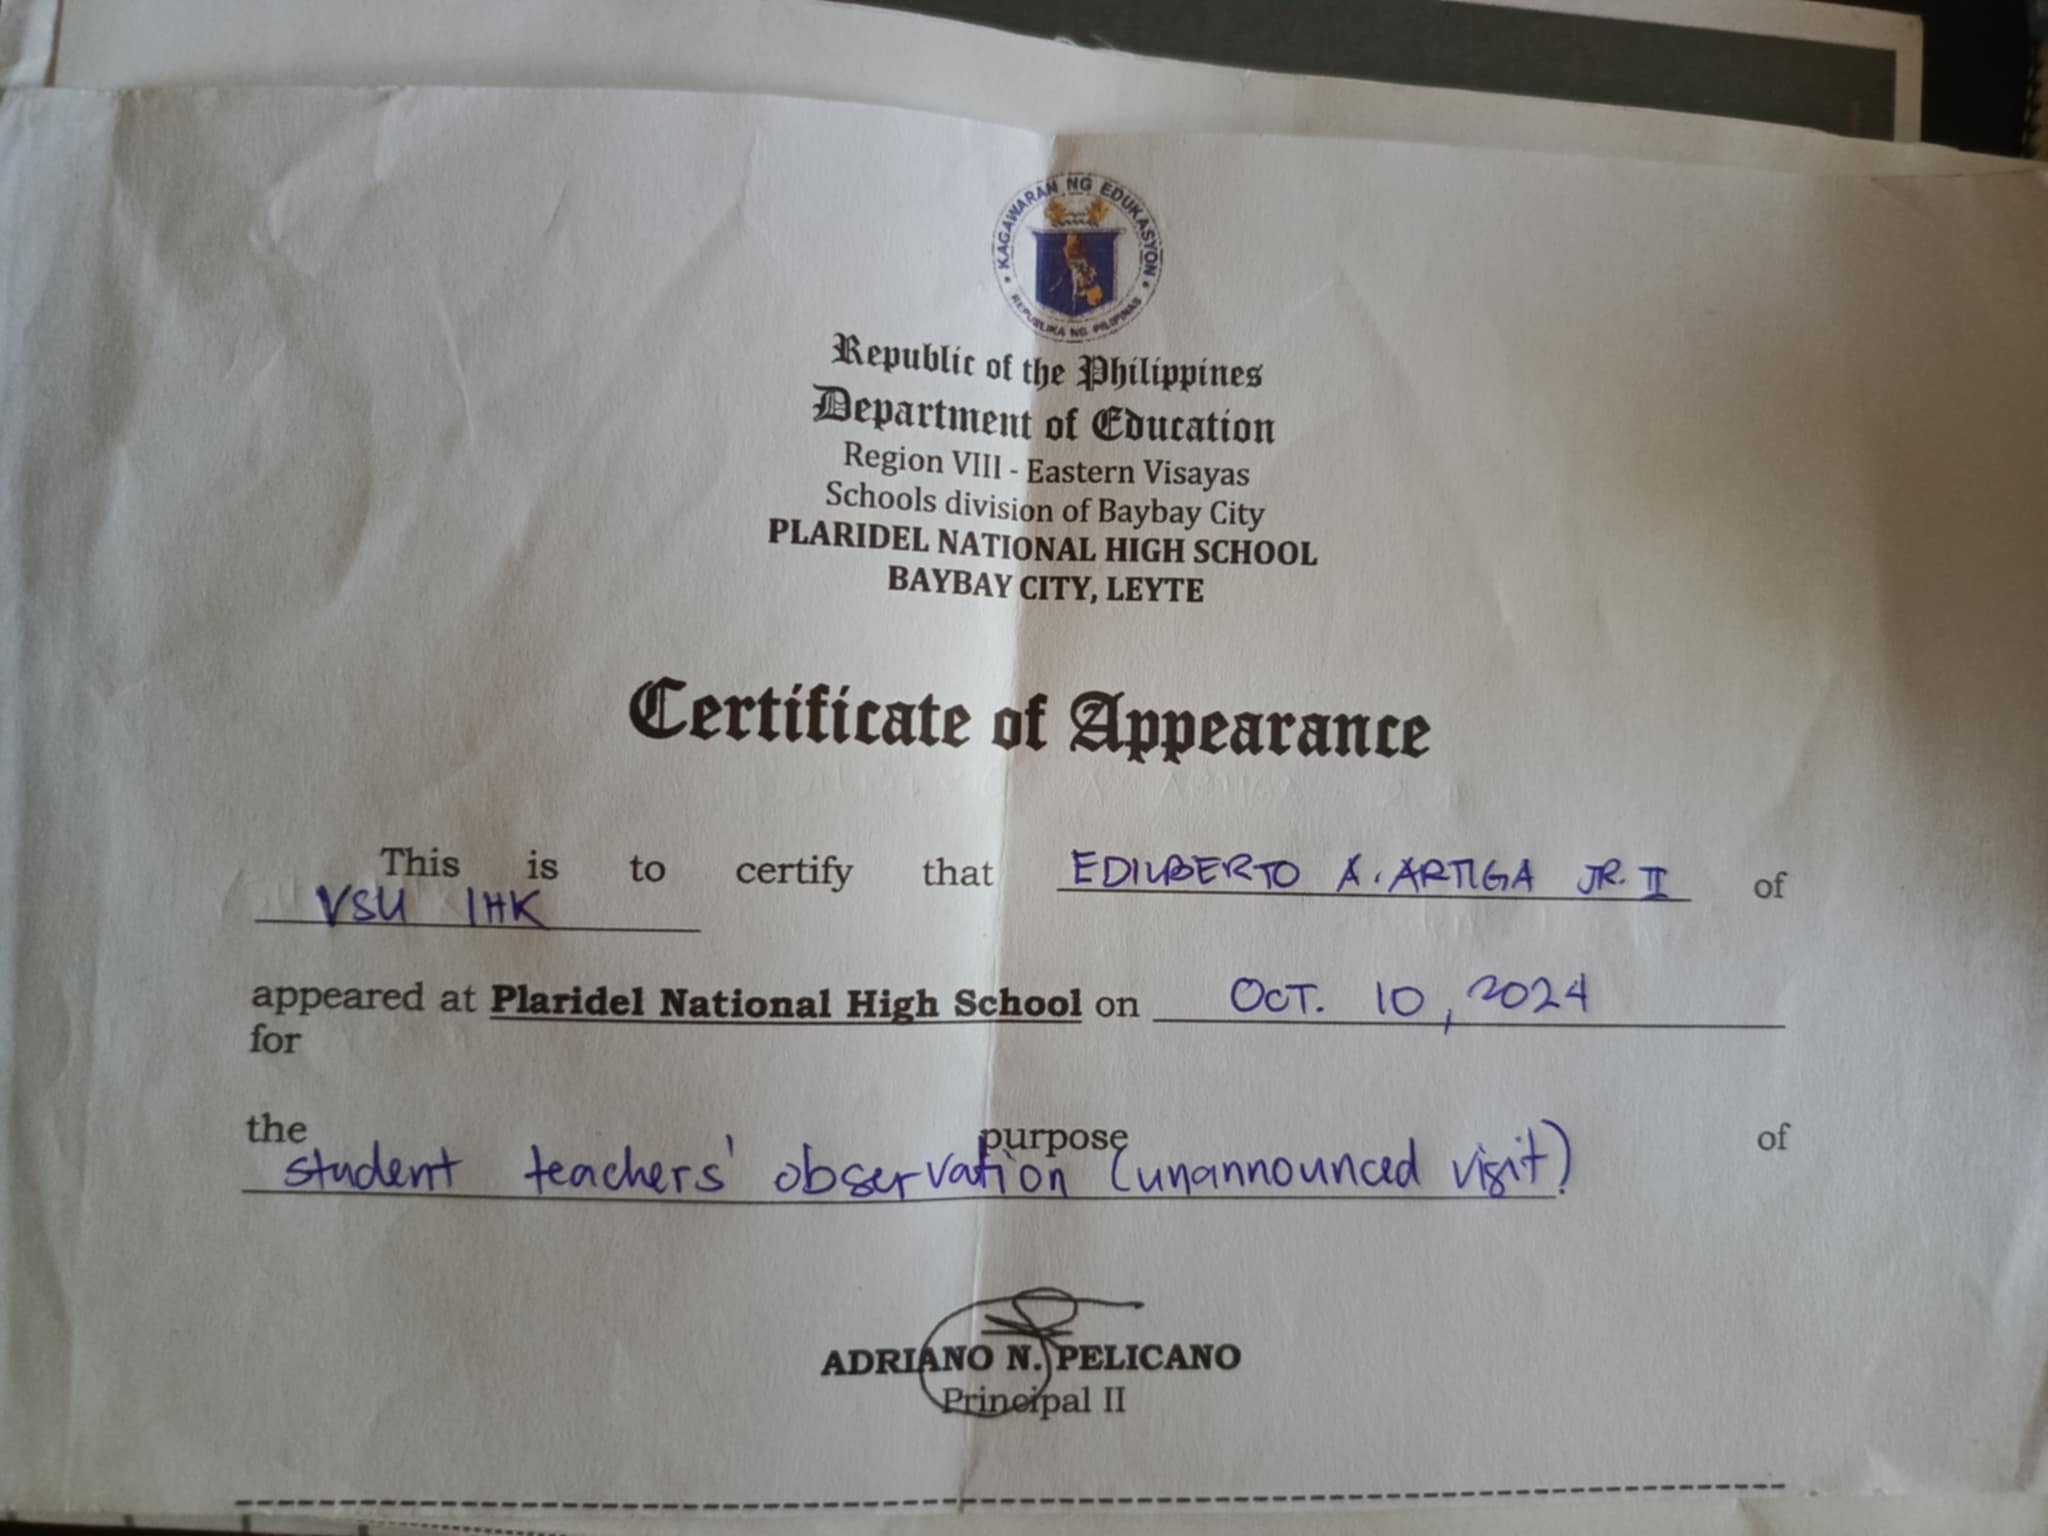 KAGAWARAN NG EDUKASYON
REPUBLIKA NG PILIPINAS
Republic of the Philippines
Department of Education
Region VIII - Eastern Visayas
Schools division of Baybay City
PLARIDEL NATIONAL HIGH SCHOOL
BAYBAY CITY, LEYTE
Certificate of Appearance
This is to certify that EDILBERTO A. ARTIGA JR. II of
VSU IHK
appeared at Plaridel National High School on OCT. 10, 2024
for
the purpose of
student teachers' observation (unannounced visit)
ADRIANO N. PELICANO
Principal II